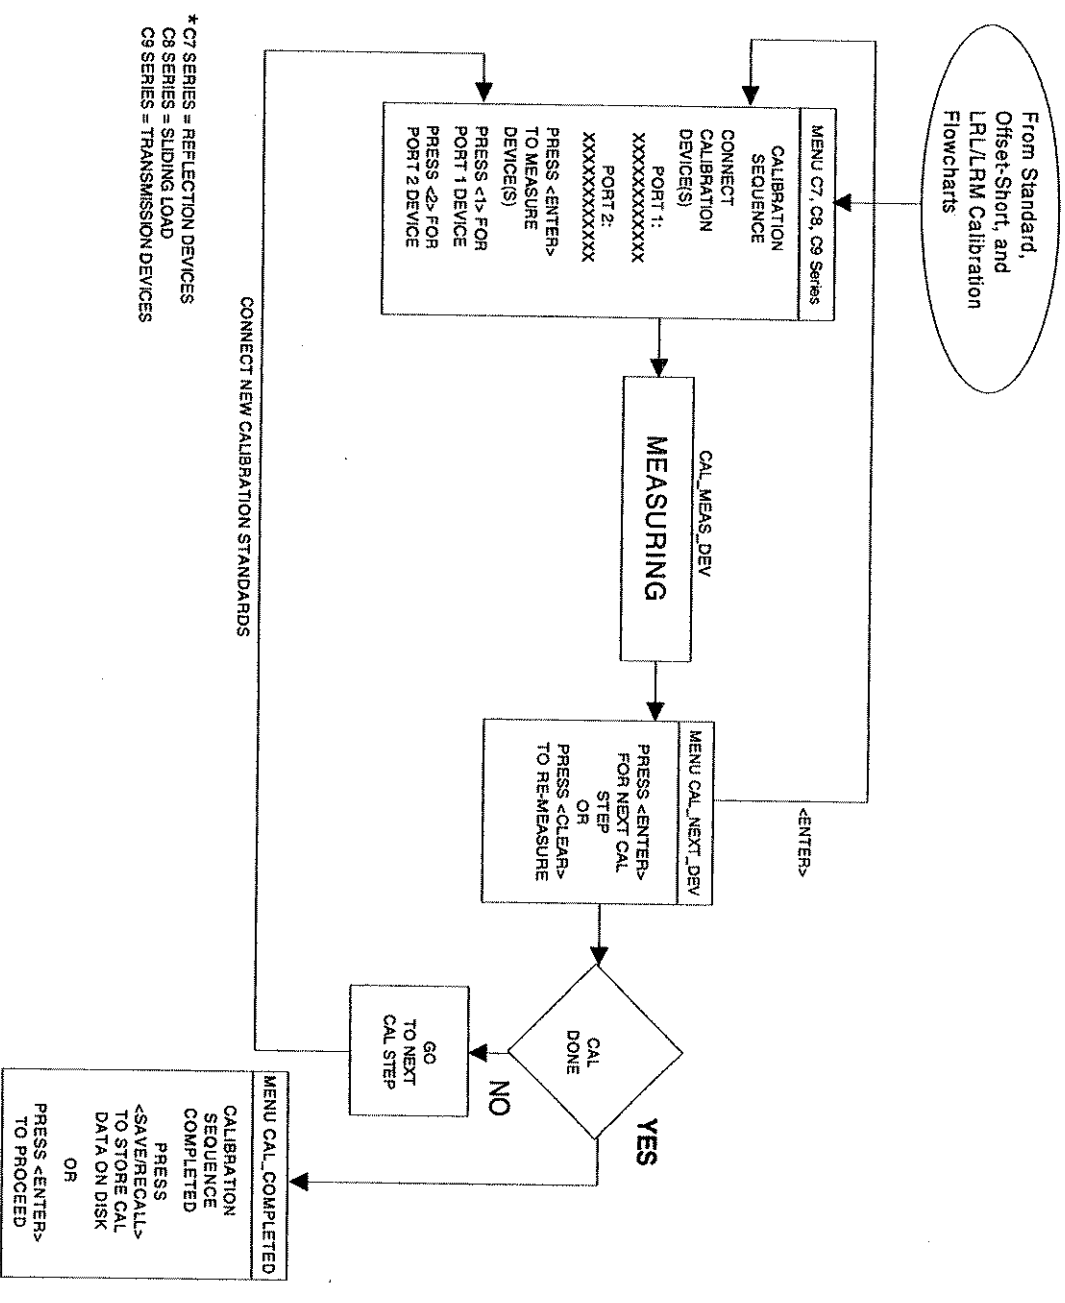 From Standard,
Offset-Short, and
LRL/LRM Calibration
Flowcharts
MENU C7, C8, C9 Series
CALIBRATION
SEQUENCE
CONNECT
CALIBRATION
DEVICE(S)
PORT 1:
XXXXXXXXXXXX
PORT 2:
XXXXXXXXXXXX
PRESS <ENTER>
TO MEASURE
DEVICE(S)
PRESS <1> FOR
PORT 1 DEVICE
PRESS <2> FOR
PORT 2 DEVICE
CAL_MEAS_DEV
MEASURING
<ENTER>
MENU CAL_NEXT_DEV
PRESS <ENTER>
FOR NEXT CAL
STEP
OR
PRESS <CLEAR>
TO RE-MEASURE
CAL
DONE
YES
NO
GO
TO NEXT
CAL STEP
CONNECT NEW CALIBRATION STANDARDS
MENU CAL_COMPLETED
CALIBRATION
SEQUENCE
COMPLETED
PRESS
<SAVE/RECALL>
TO STORE CAL
DATA ON DISK
OR
PRESS <ENTER>
TO PROCEED
* C7 SERIES = REFLECTION DEVICES
C8 SERIES = SLIDING LOAD
C9 SERIES = TRANSMISSION DEVICES